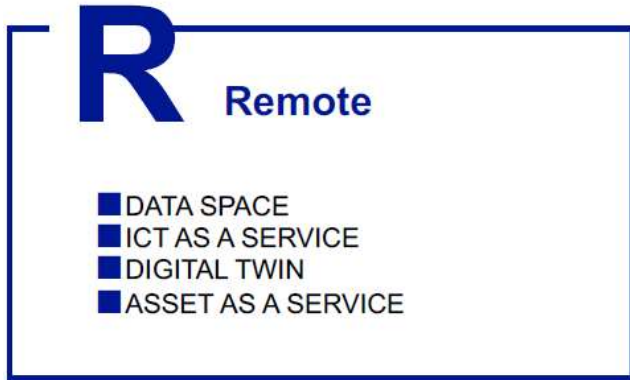 R
Remote
DATA SPACE
ICT AS A SERVICE
DIGITAL TWIN
ASSET AS A SERVICE